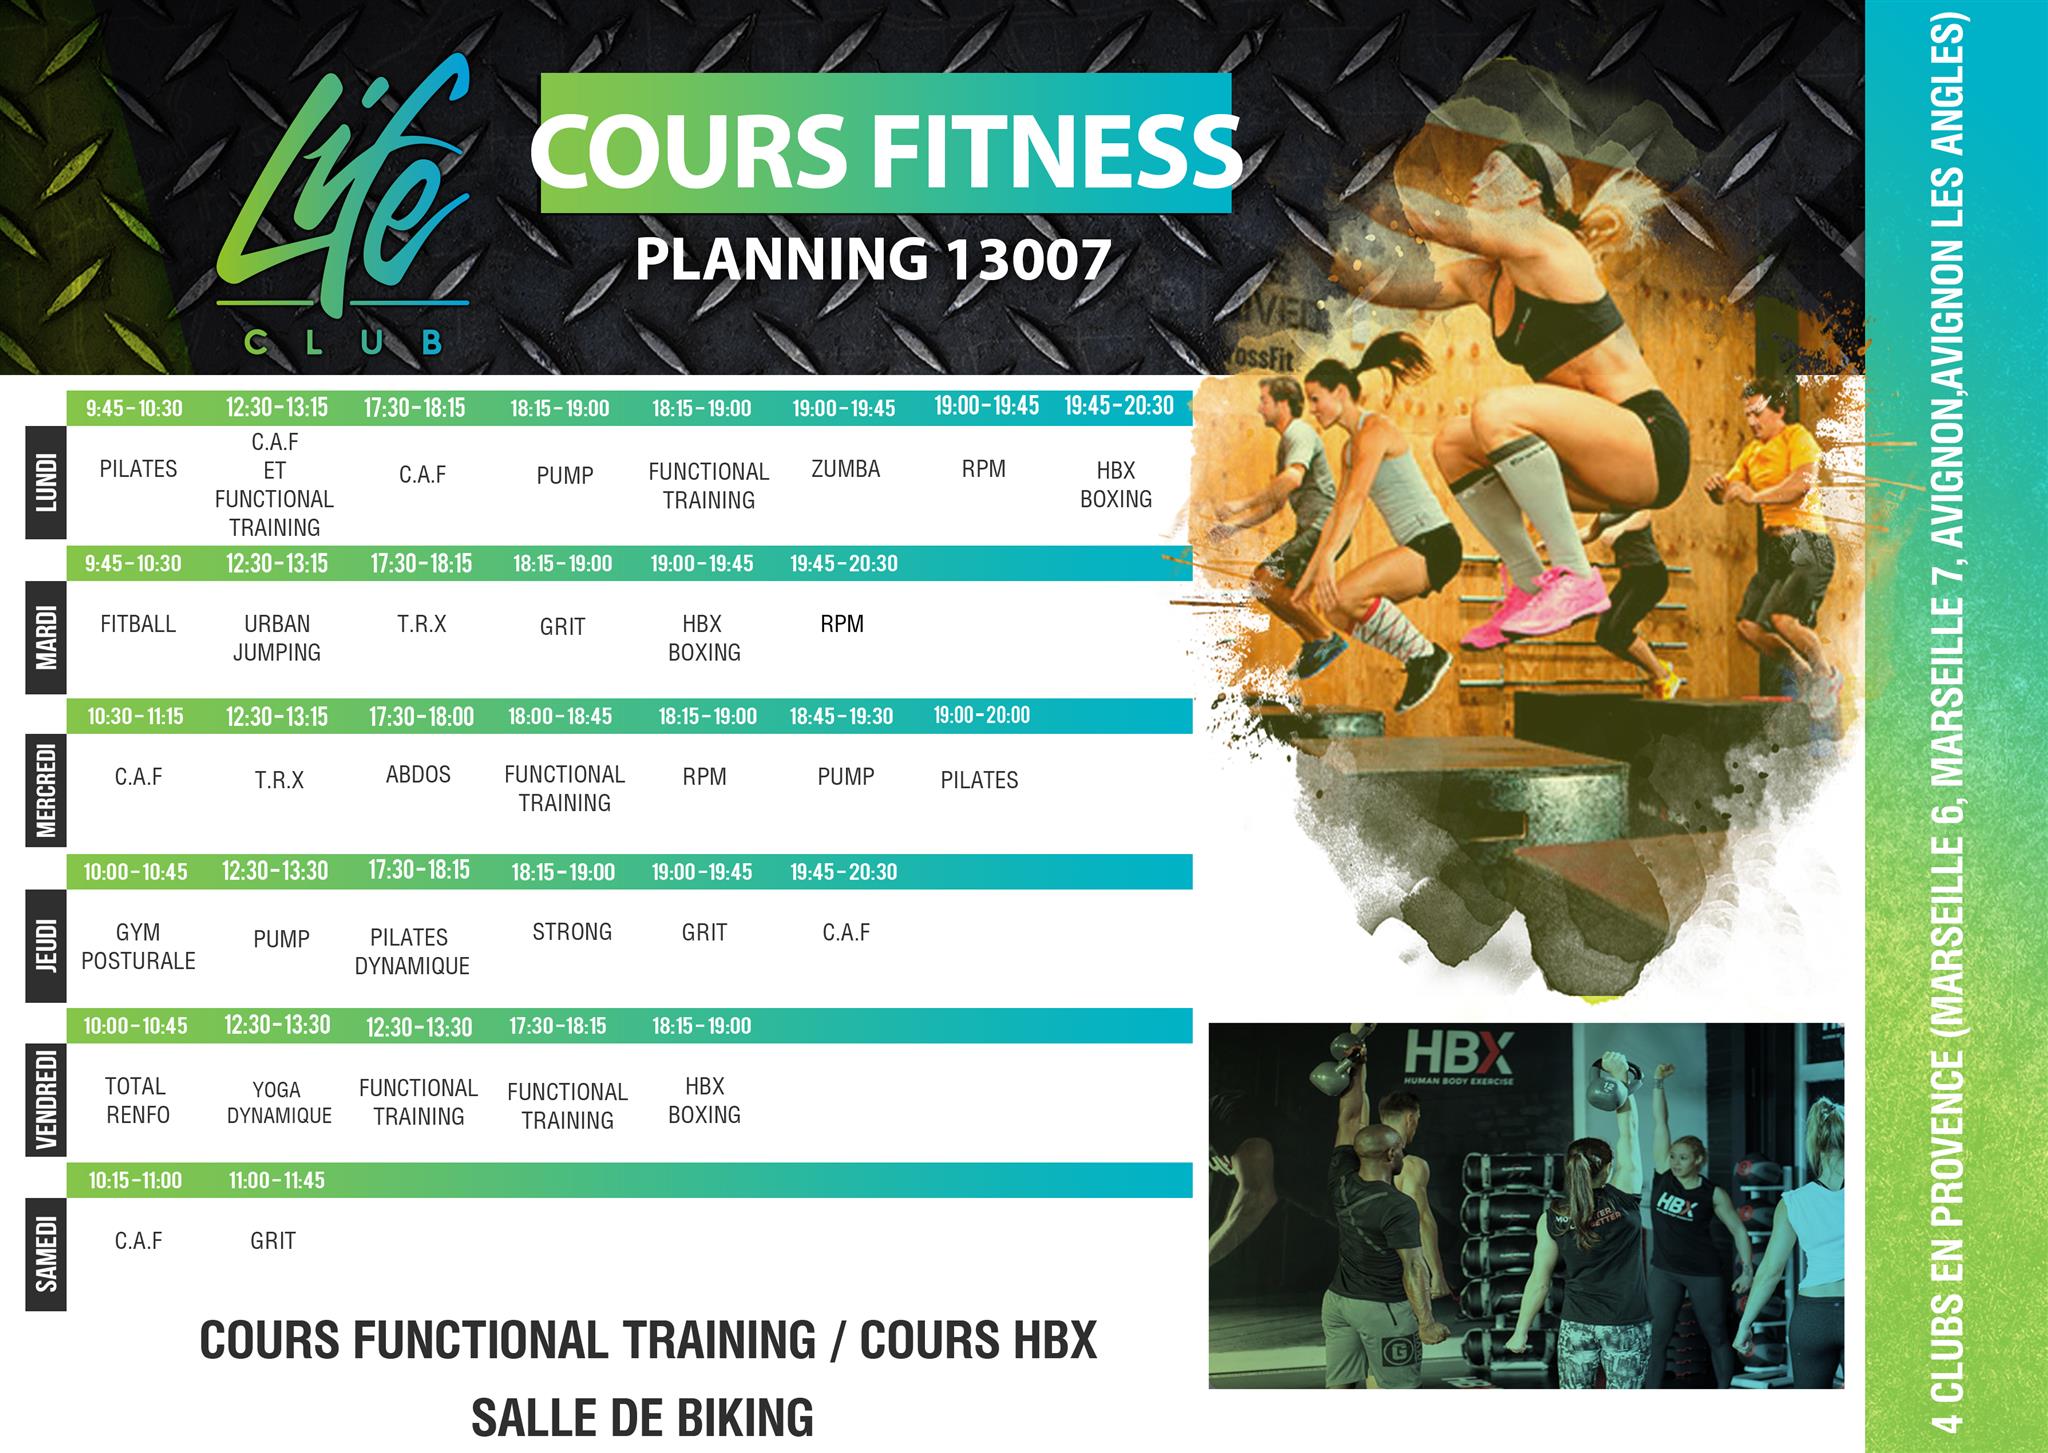 Life
CLUB
COURS FITNESS
PLANNING 13007
9:45-10:30 12:30-13:15 17:30-18:15 18:15-19:00 18:15-19:00 19:00-19:45 19:00-19:45 19:45-20:30
LUNDI
PILATES
C.A.F
ET
FUNCTIONAL
TRAINING
C.A.F
PUMP
FUNCTIONAL
TRAINING
ZUMBA
RPM
HBX
BOXING
9:45-10:30 12:30-13:15 17:30-18:15 18:15-19:00 19:00-19:45 19:45-20:30
MARDI
FITBALL
URBAN
JUMPING
T.R.X
GRIT
HBX
BOXING
RPM
10:30-11:15 12:30-13:15 17:30-18:00 18:00-18:45 18:15-19:00 18:45-19:30 19:00-20:00
MERCREDI
C.A.F
T.R.X
ABDOS
FUNCTIONAL
TRAINING
RPM
PUMP
PILATES
10:00-10:45 12:30-13:30 17:30-18:15 18:15-19:00 19:00-19:45 19:45-20:30
JEUDI
GYM
POSTURALE
PUMP
PILATES
DYNAMIQUE
STRONG
GRIT
C.A.F
10:00-10:45 12:30-13:30 12:30-13:30 17:30-18:15 18:15-19:00
VENDREDI
TOTAL
RENFO
YOGA
DYNAMIQUE
FUNCTIONAL
TRAINING
FUNCTIONAL
TRAINING
HBX
BOXING
10:15-11:00 11:00-11:45
SAMEDI
C.A.F
GRIT
COURS FUNCTIONAL TRAINING / COURS HBX
SALLE DE BIKING
HBX
HUMAN BODY EXERCISE
12
HBX
G
4 CLUBS EN PROVENCE (MARSEILLE 6, MARSEILLE 7, AVIGNON,AVIGNON LES ANGLES)